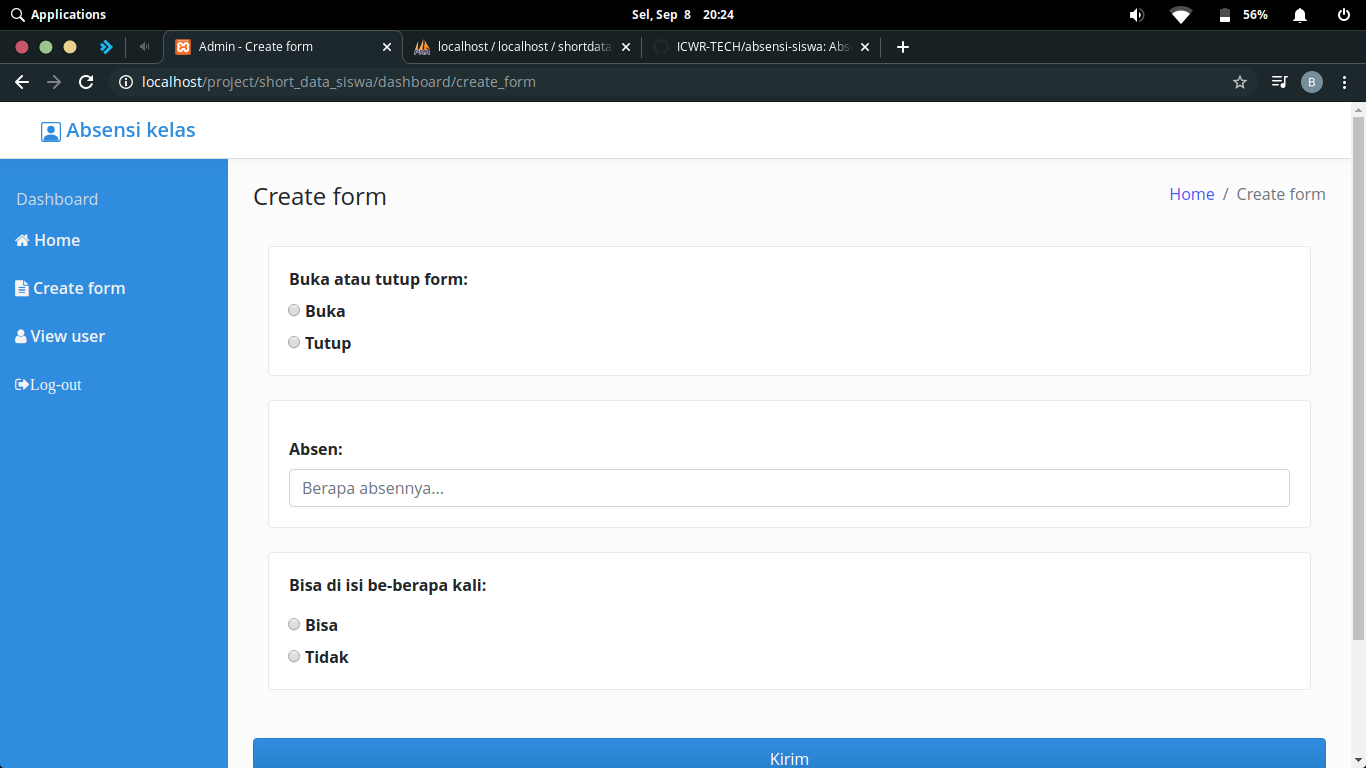 Applications
Sel, Sep 8 20:24
56%
Admin - Create form
localhost / localhost / shortdata
ICWR-TECH/absensi-siswa: Abs
localhost/project/short_data_siswa/dashboard/create_form
B
Absensi kelas
Dashboard
Home
Create form
View user
Log-out
Create form
Home / Create form
Buka atau tutup form:
Buka
Tutup
Absen:
Berapa absennya...
Bisa di isi be-berapa kali:
Bisa
Tidak
Kirim